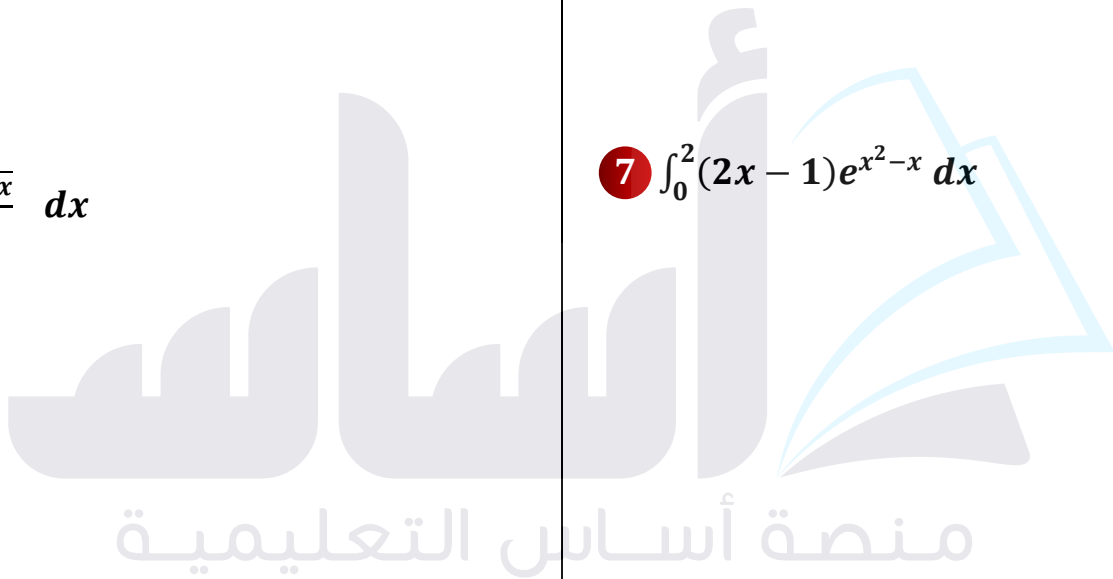 7 ∫₀²(2x − 1)e^{x²−x} dx
x dx
منصة أساس التعليمية